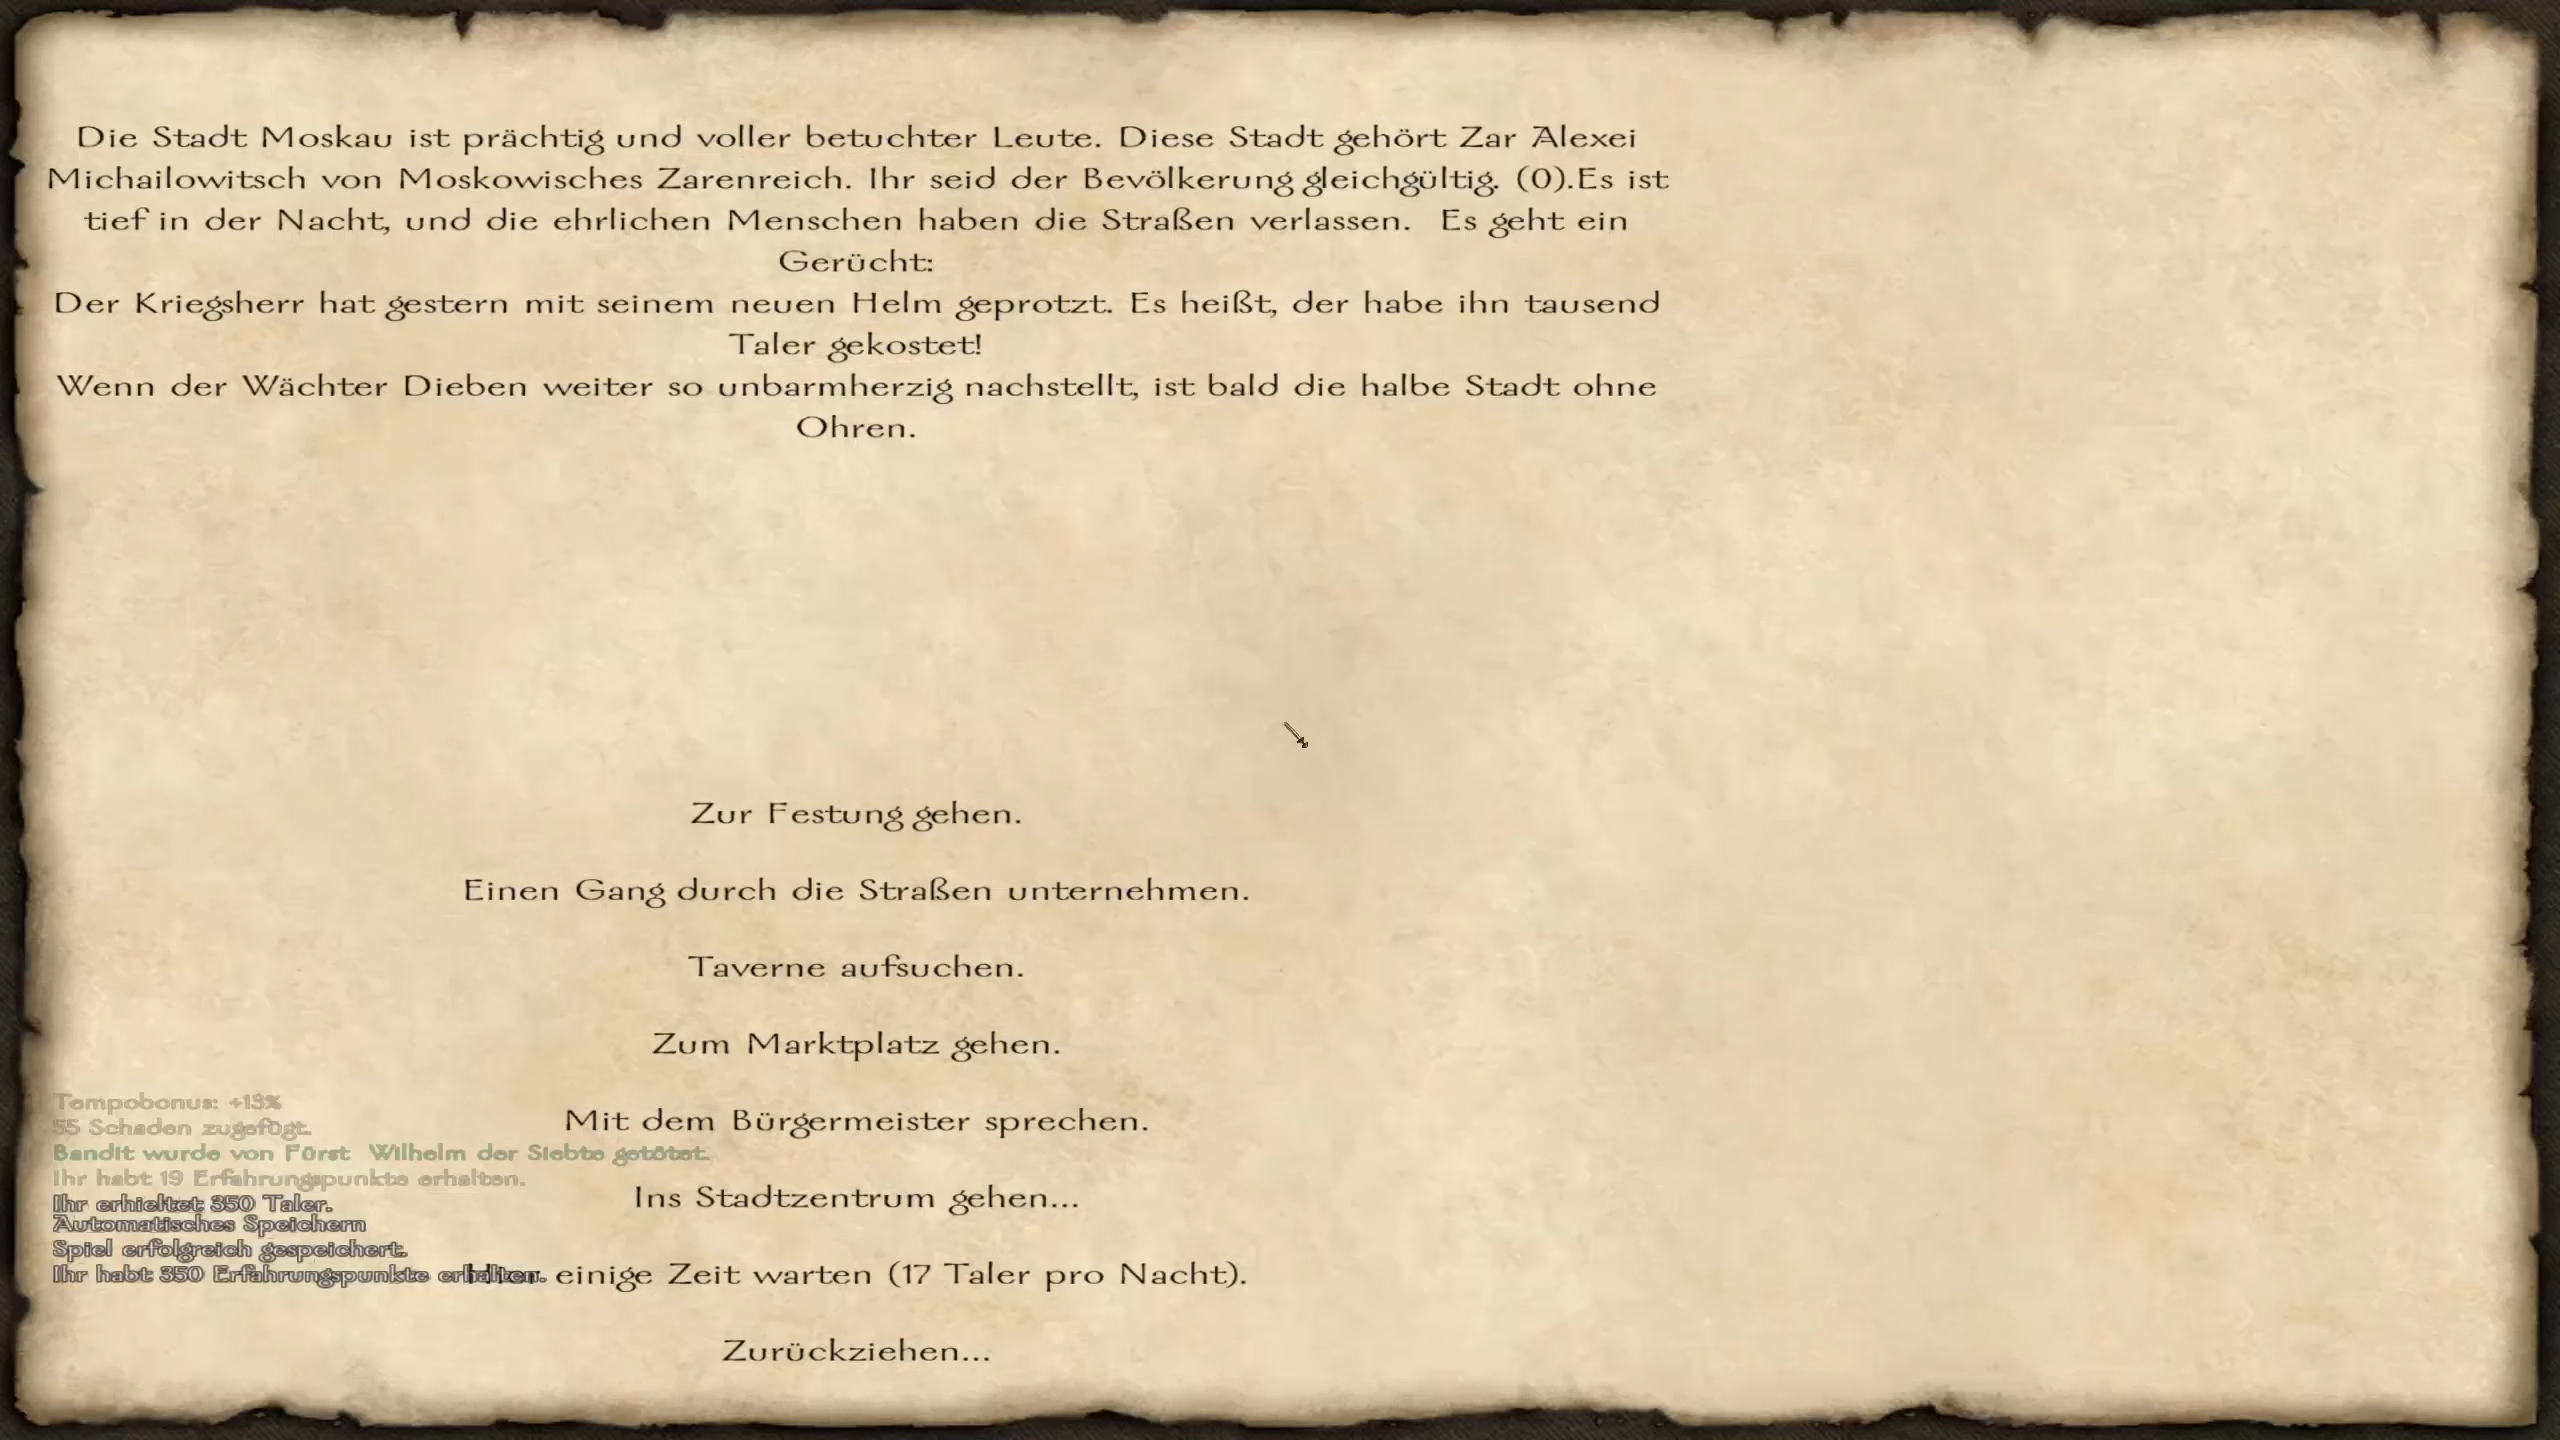 Die Stadt Moskau ist prächtig und voller betuchter Leute. Diese Stadt gehört Zar Alexei
Michailowitsch von Moskowisches Zarenreich. Ihr seid der Bevölkerung gleichgültig. (0).Es ist
tief in der Nacht, und die ehrlichen Menschen haben die Straßen verlassen. Es geht ein
Gerücht:
Der Kriegsherr hat gestern mit seinem neuen Helm geprotzt. Es heißt, der habe ihn tausend
Taler gekostet!
Wenn der Wächter Dieben weiter so unbarmherzig nachstellt, ist bald die halbe Stadt ohne
Ohren.
Zur Festung gehen.
Einen Gang durch die Straßen unternehmen.
Taverne aufsuchen.
Zum Marktplatz gehen.
Mit dem Bürgermeister sprechen.
Ins Stadtzentrum gehen...
einige Zeit warten (17 Taler pro Nacht).
Zurückziehen...
Tempobonus: +13%
55 Schaden zugefügt.
Bandit wurde von Fürst Wilhelm der Siebte getötet.
Ihr habt 19 Erfahrungspunkte erhalten.
Ihr erhieltet 350 Taler.
Automatisches Speichern
Spiel erfolgreich gespeichert.
Ihr habt 350 Erfahrungspunkte erhalten.